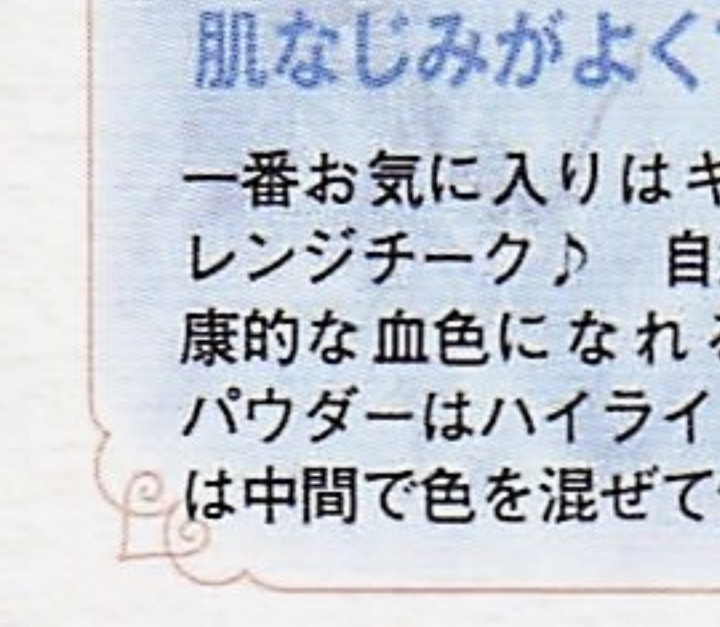 肌なじみがよく
一番お気に入りはキ
レンジチーク♪　自
康的な血色になれ
パウダーはハイライ
は中間で色を混ぜて